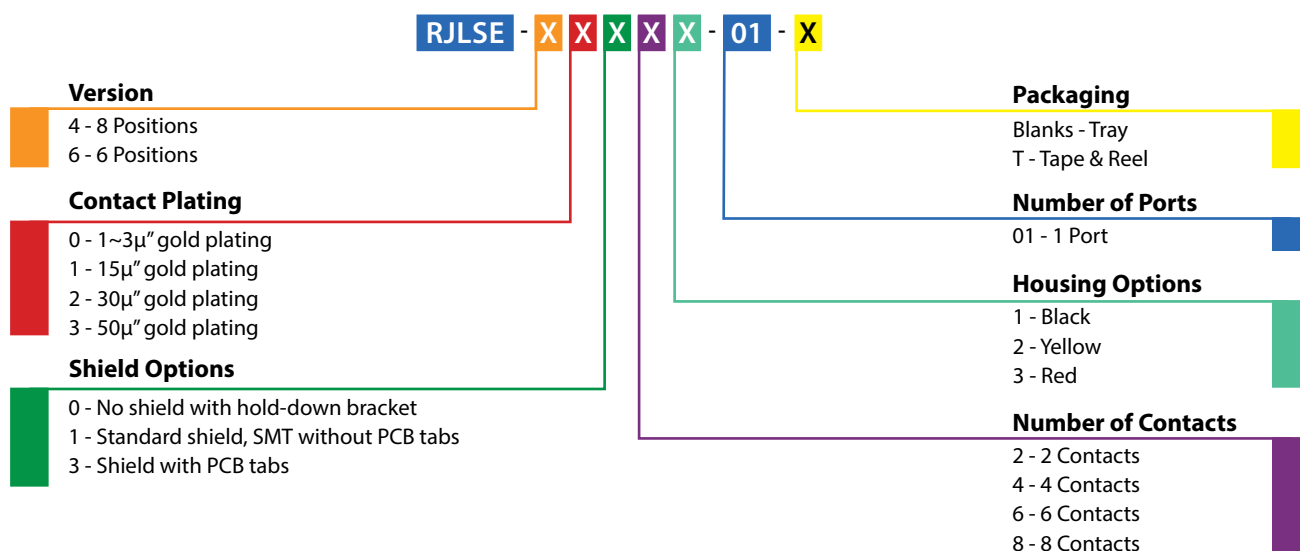 RJLSE - X X X X X - 01 - X
Version
4 - 8 Positions
6 - 6 Positions
Contact Plating
0 - 1~3µ” gold plating
1 - 15µ” gold plating
2 - 30µ” gold plating
3 - 50µ” gold plating
Shield Options
0 - No shield with hold-down bracket
1 - Standard shield, SMT without PCB tabs
3 - Shield with PCB tabs
Packaging
Blanks - Tray
T - Tape & Reel
Number of Ports
01 - 1 Port
Housing Options
1 - Black
2 - Yellow
3 - Red
Number of Contacts
2 - 2 Contacts
4 - 4 Contacts
6 - 6 Contacts
8 - 8 Contacts